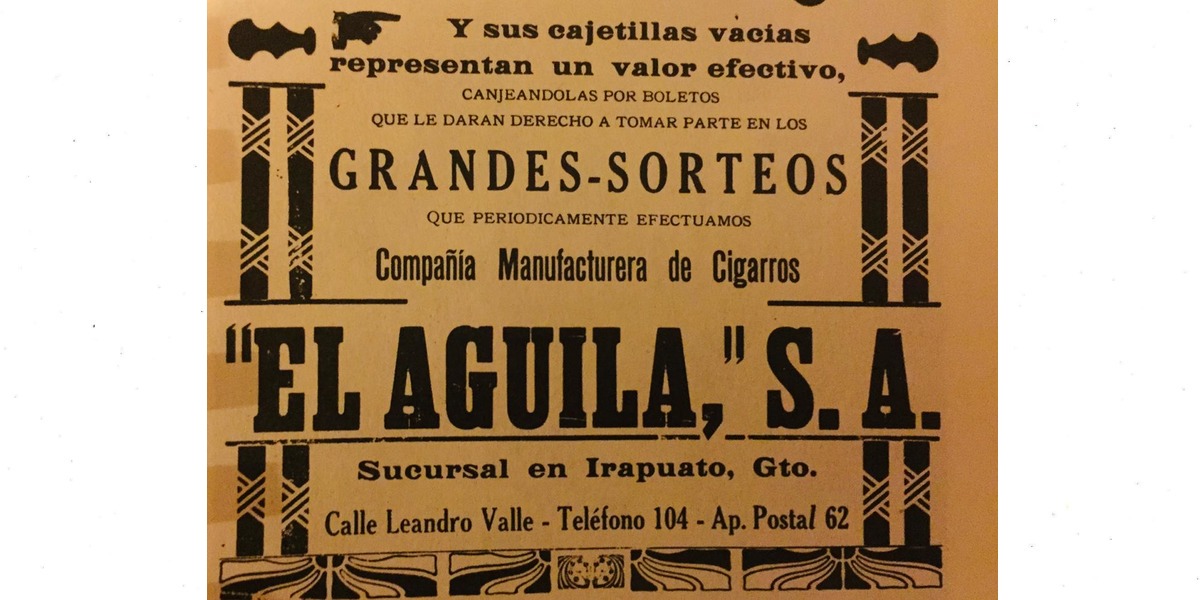 Y sus cajetillas vacías
representan un valor efectivo,
CANJEANDOLAS POR BOLETOS
QUE LE DARAN DERECHO A TOMAR PARTE EN LOS
GRANDES-SORTEOS
QUE PERIODICAMENTE EFECTUAMOS
Compañía Manufacturera de Cigarros
"EL AGUILA," S. A.
Sucursal en Irapuato, Gto.
Calle Leandro Valle - Teléfono 104 - Ap. Postal 62